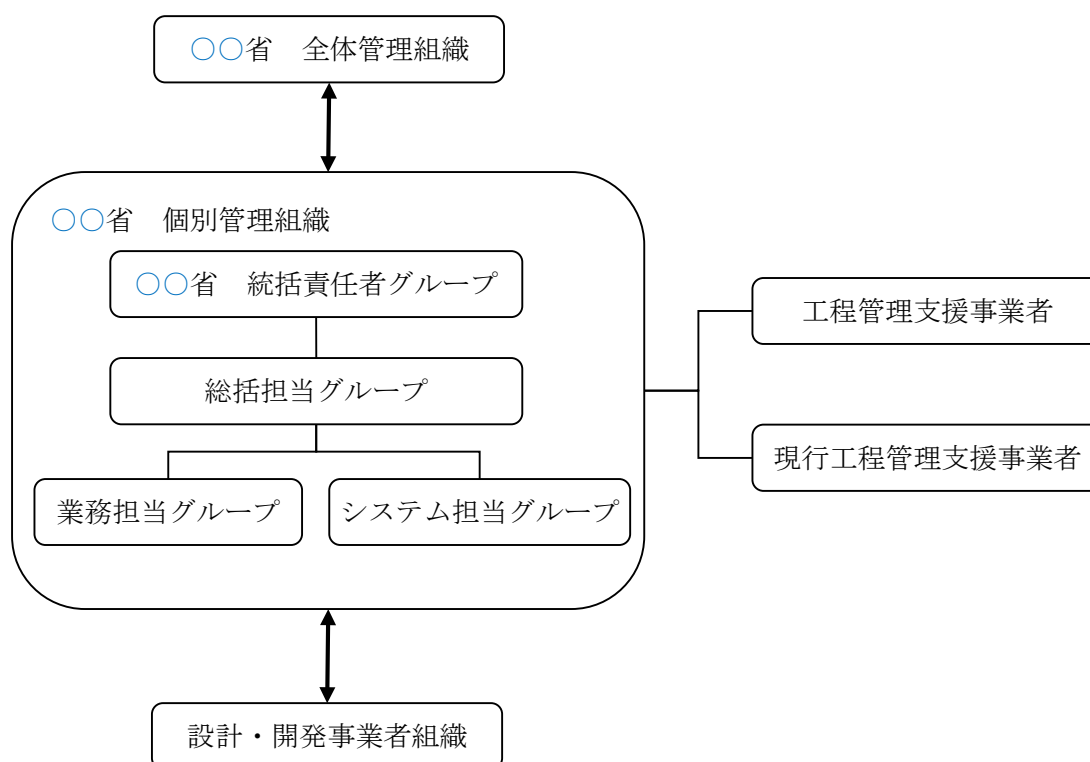 ○○省　全体管理組織
○○省　個別管理組織
○○省　統括責任者グループ
総括担当グループ
業務担当グループ
システム担当グループ
工程管理支援事業者
現行工程管理支援事業者
設計・開発事業者組織